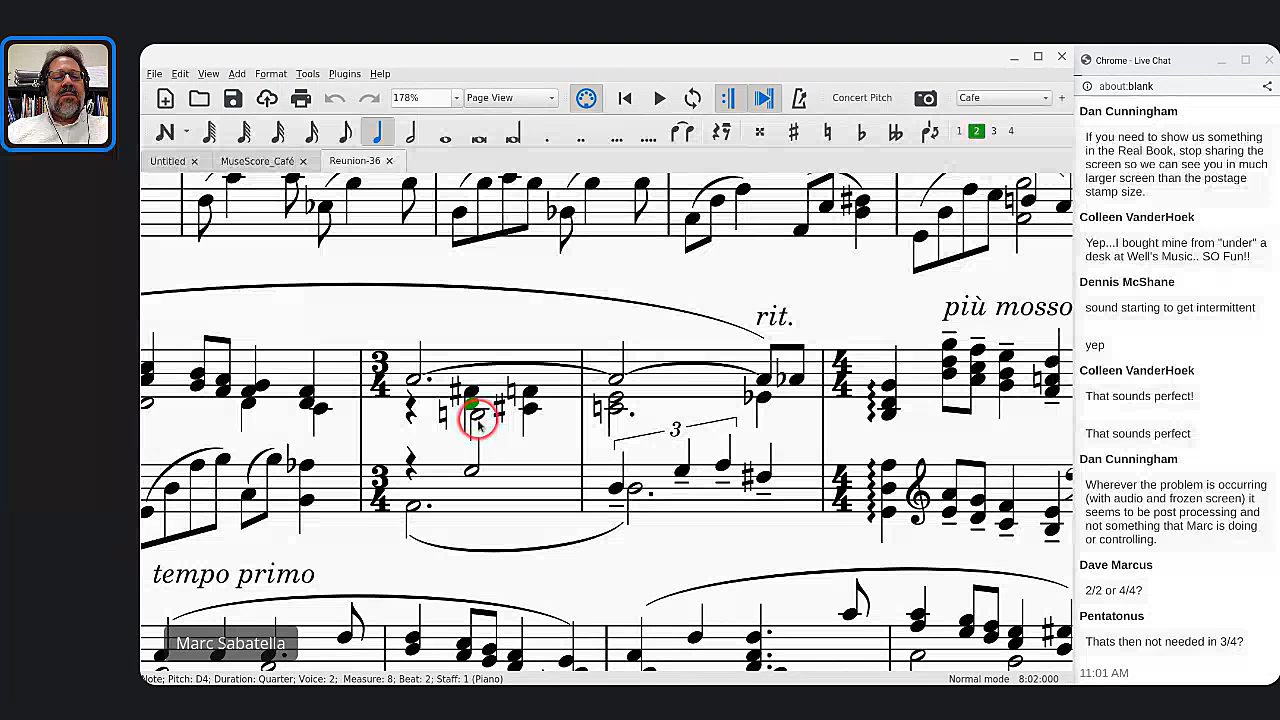 Chrome - Live Chat
File Edit View Add Format Tools Plugins Help
about:blank
178% Page View Concert Pitch Cafe
1 2 3 4
Untitled MuseScore_Café Reunion-36
Dan Cunningham
If you need to show us something
in the Real Book, stop sharing the
screen so we can see you in much
larger screen than the postage
stamp size.
Colleen VanderHoek
Yep...I bought mine from "under" a
desk at Well's Music.. SO Fun!!
Dennis McShane
sound starting to get intermittent
yep
Colleen VanderHoek
That sounds perfect!
That sounds perfect
Dan Cunningham
Wherever the problem is occurring
(with audio and frozen screen) it
seems to be post processing and
not something that Marc is doing
or controlling.
Dave Marcus
2/2 or 4/4?
Pentatonus
Thats then not needed in 3/4?
11:01 AM
rit. più mosso
3 4 4 4
3
3 4 4 4
tempo primo
Marc Sabatella
Note; Pitch: D4; Duration: Quarter; Voice: 2; Measure: 8; Beat: 2; Staff: 1 (Piano) Normal mode 8:02:000